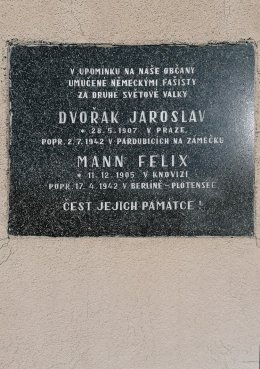 V UPOMÍNKU NA NAŠE OBČANY
UMUČENÉ NĚMECKÝMI FAŠISTY
ZA DRUHÉ SVĚTOVÉ VÁLKY
DVOŘÁK JAROSLAV
* 28. 5. 1907 V PRAZE
POPR. 2. 7. 1942 V PARDUBICÍCH NA ZÁMEČKU
MANN FELIX
* 11. 12. 1905 V KNOVÍZI
POPR. 17. 4. 1942 V BERLÍNĚ - PLOTENSEE
ČEST JEJICH PAMÁTCE !